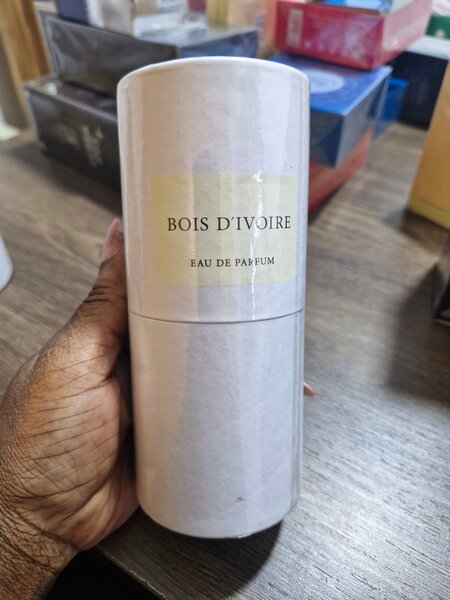 BOIS D'IVOIRE
EAU DE PARFUM